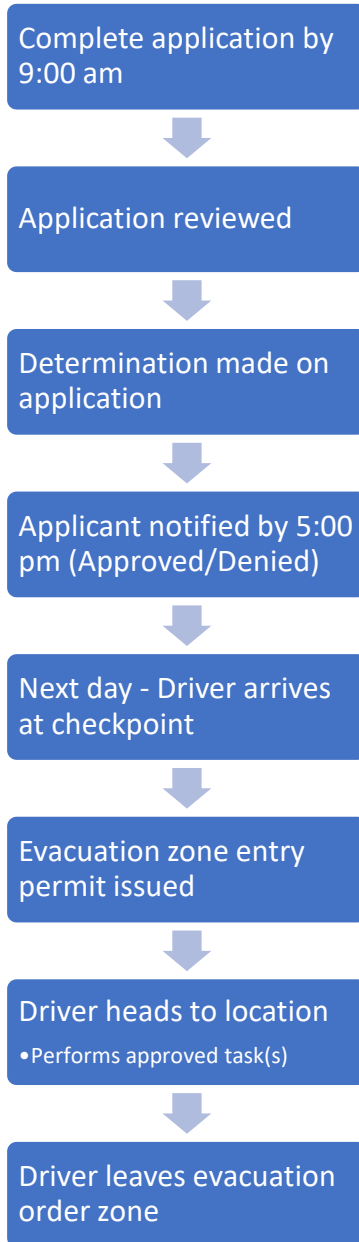 Complete application by
9:00 am
Application reviewed
Determination made on
application
Applicant notified by 5:00
pm (Approved/Denied)
Next day - Driver arrives
at checkpoint
Evacuation zone entry
permit issued
Driver heads to location
•Performs approved task(s)
Driver leaves evacuation
order zone